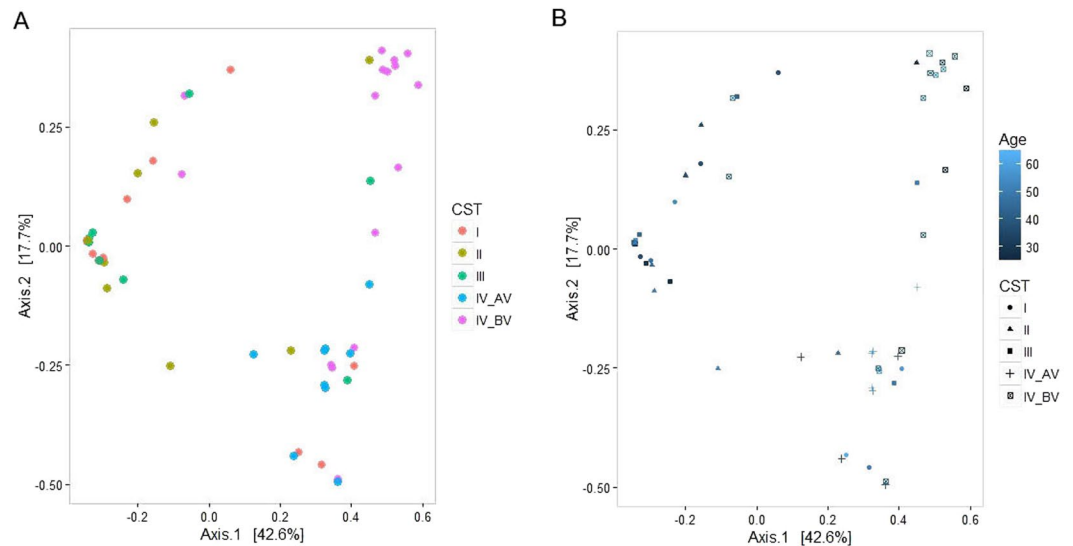 A
0.25
0.00
-0.25
-0.50
Axis.2 [17.7%]
-0.2
0.0
0.2
0.4
0.6
Axis.1 [42.6%]
CST
I
II
III
IV_AV
IV_BV
B
0.25
0.00
-0.25
-0.50
Axis.2 [17.7%]
-0.2
0.0
0.2
0.4
0.6
Axis.1 [42.6%]
Age
60
50
40
30
CST
I
II
III
IV_AV
IV_BV